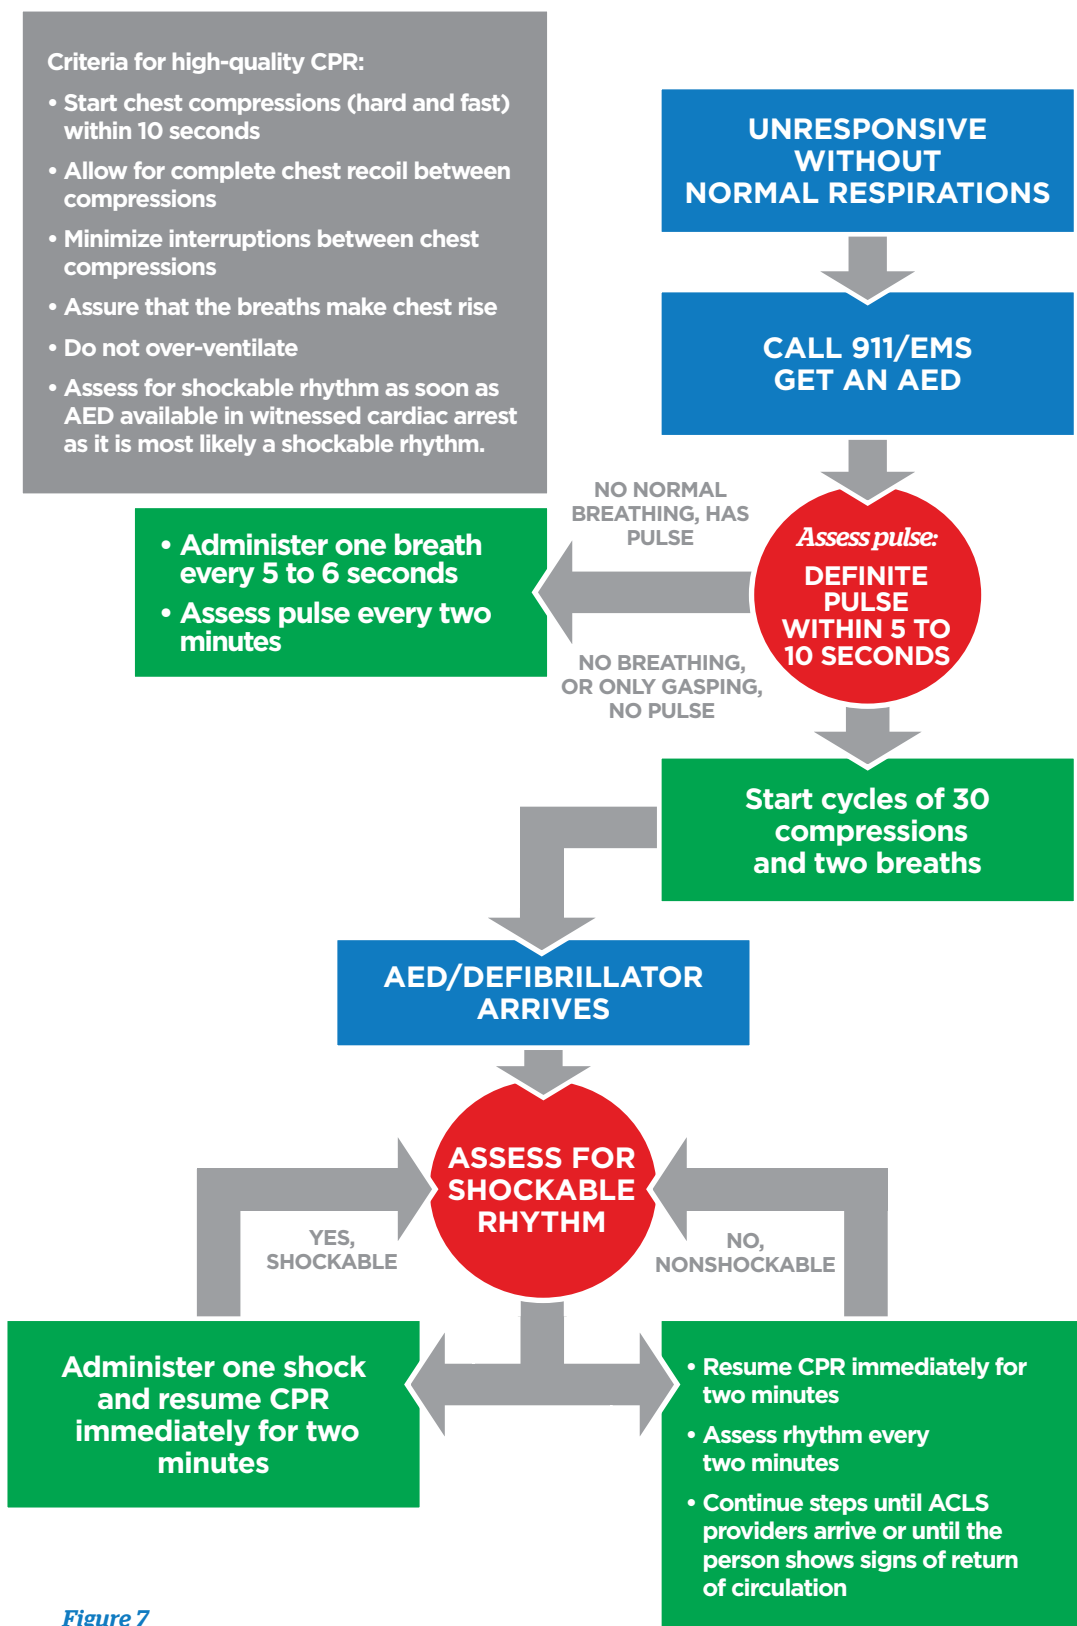 Criteria for high-quality CPR:
• Start chest compressions (hard and fast)
within 10 seconds
• Allow for complete chest recoil between
compressions
• Minimize interruptions between chest
compressions
• Assure that the breaths make chest rise
• Do not over-ventilate
• Assess for shockable rhythm as soon as
AED available in witnessed cardiac arrest
as it is most likely a shockable rhythm.
UNRESPONSIVE
WITHOUT
NORMAL RESPIRATIONS
CALL 911/EMS
GET AN AED
NO NORMAL
BREATHING, HAS
PULSE
Assess pulse:
DEFINITE
PULSE
WITHIN 5 TO
10 SECONDS
• Administer one breath
every 5 to 6 seconds
• Assess pulse every two
minutes
NO BREATHING,
OR ONLY GASPING,
NO PULSE
Start cycles of 30
compressions
and two breaths
AED/DEFIBRILLATOR
ARRIVES
ASSESS FOR
SHOCKABLE
RHYTHM
YES,
SHOCKABLE
NO,
NONSHOCKABLE
Administer one shock
and resume CPR
immediately for two
minutes
• Resume CPR immediately for
two minutes
• Assess rhythm every
two minutes
• Continue steps until ACLS
providers arrive or until the
person shows signs of return
of circulation
Figure 7